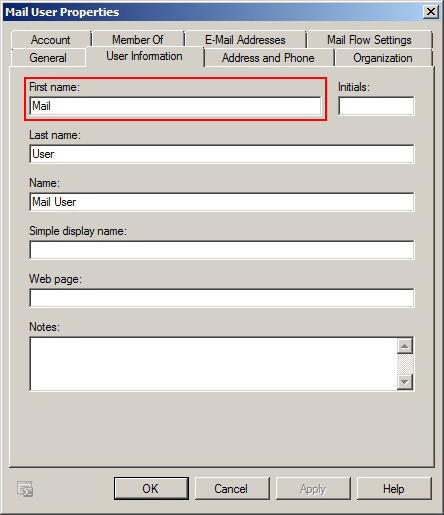 Mail User Properties
Account Member Of E-Mail Addresses Mail Flow Settings
General User Information Address and Phone Organization
First name: Initials:
Mail
Last name:
User
Name:
Mail User
Simple display name:
Web page:
Notes:
OK Cancel Apply Help